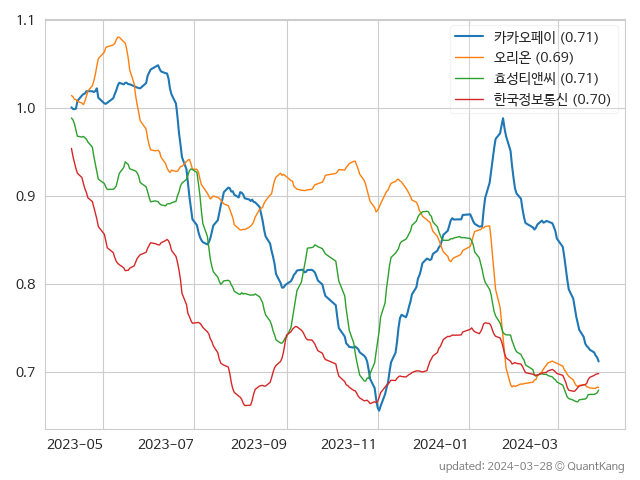 1.1
1.0
0.9
0.8
0.7
카카오페이 (0.71)
오리온 (0.69)
효성티앤씨 (0.71)
한국정보통신 (0.70)
2023-05 2023-07 2023-09 2023-11 2024-01 2024-03
updated: 2024-03-28 © QuantKang